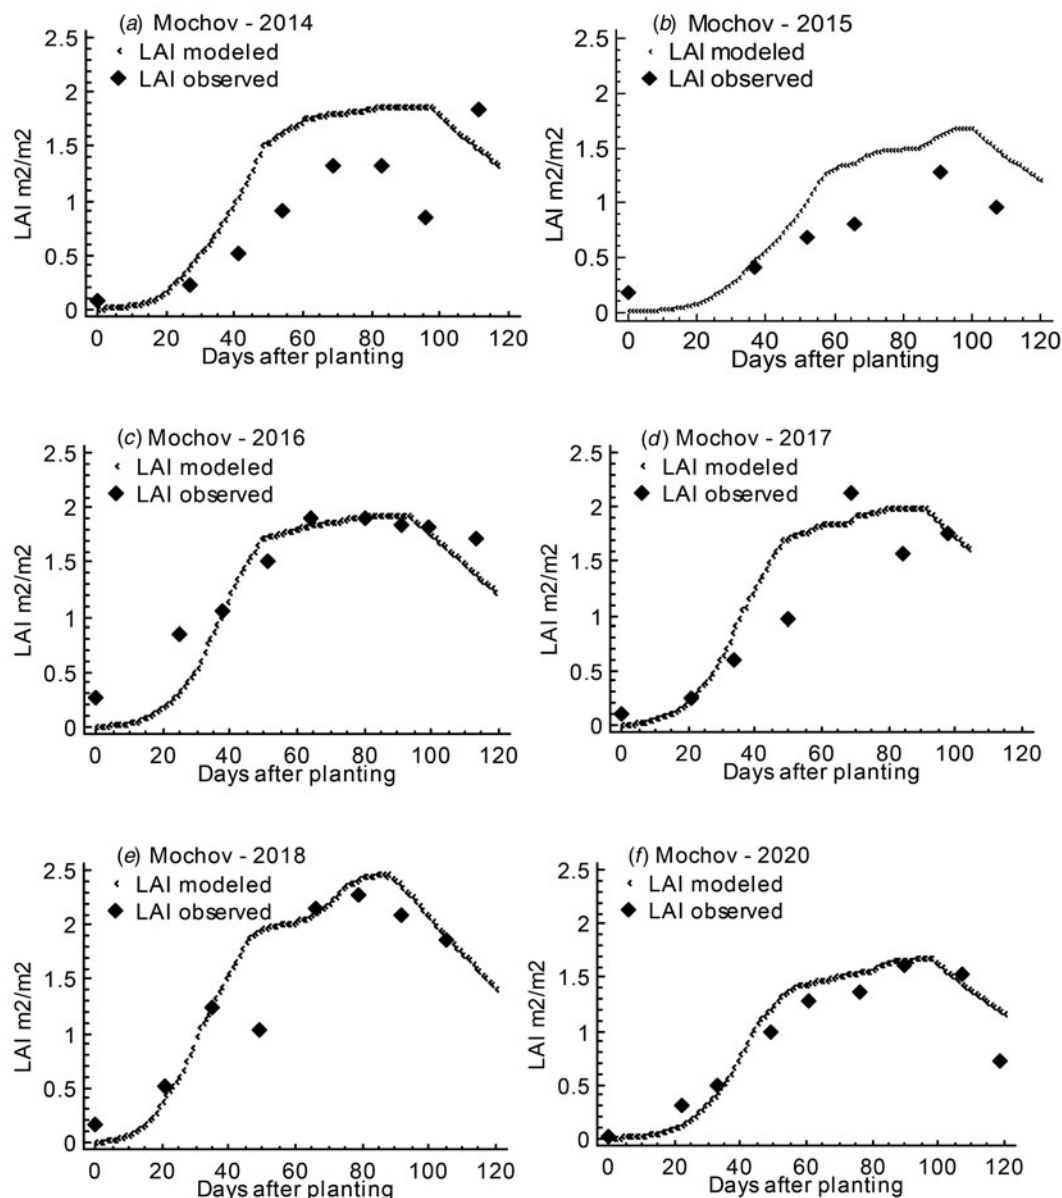 (a) Mochov - 2014
LAI modeled
LAI observed
2.5
2
1.5
1
0.5
0
LAI m2/m2
0 20 40 60 80 100 120
Days after planting
(b) Mochov - 2015
LAI modeled
LAI observed
2.5
2
1.5
1
0.5
0
LAI m2/m2
0 20 40 60 80 100 120
Days after planting
(c) Mochov - 2016
LAI modeled
LAI observed
2.5
2
1.5
1
0.5
0
LAI m2/m2
0 20 40 60 80 100 120
Days after planting
(d) Mochov - 2017
LAI modeled
LAI observed
2.5
2
1.5
1
0.5
0
LAI m2/m2
0 20 40 60 80 100 120
Days after planting
(e) Mochov - 2018
LAI modeled
LAI observed
2.5
2
1.5
1
0.5
0
LAI m2/m2
0 20 40 60 80 100 120
Days after planting
(f) Mochov - 2020
LAI modeled
LAI observed
2.5
2
1.5
1
0.5
0
LAI m2/m2
0 20 40 60 80 100 120
Days after planting